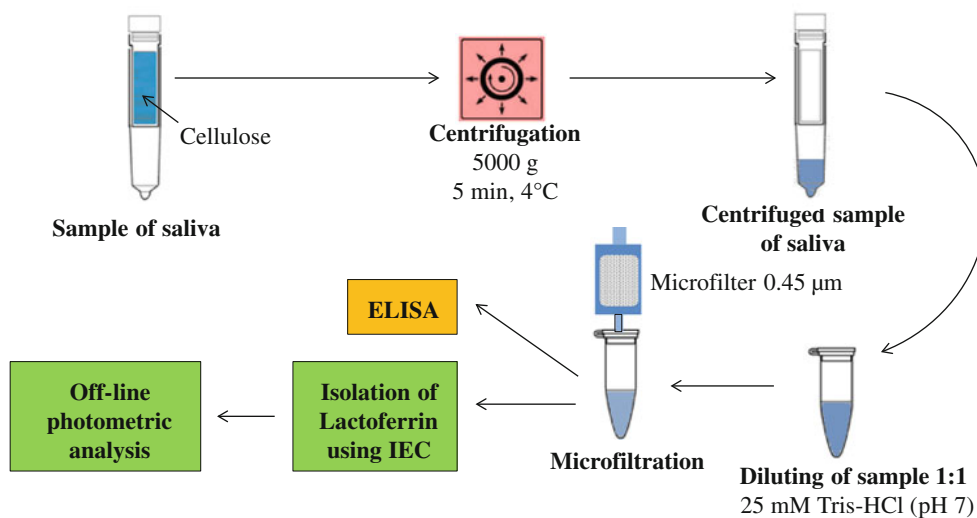 Cellulose
Sample of saliva
Centrifugation
5000 g
5 min, 4°C
Centrifuged sample
of saliva
Microfilter 0.45 µm
ELISA
Off-line
photometric
analysis
Isolation of
Lactoferrin
using IEC
Microfiltration
Diluting of sample 1:1
25 mM Tris-HCl (pH 7)